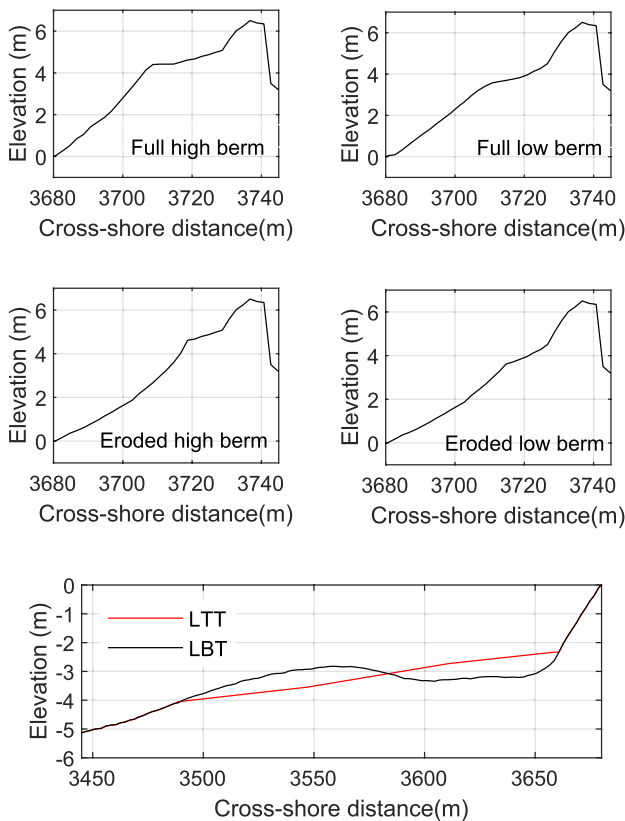 Elevation (m)
6
4
2
0
Full high berm
3680 3700 3720 3740
Cross-shore distance(m)
Elevation (m)
6
4
2
0
Full low berm
3680 3700 3720 3740
Cross-shore distance(m)
Elevation (m)
6
4
2
0
Eroded high berm
3680 3700 3720 3740
Cross-shore distance(m)
Elevation (m)
6
4
2
0
Eroded low berm
3680 3700 3720 3740
Cross-shore distance(m)
Elevation (m)
0
-1
-2
-3
-4
-5
-6
LTT
LBT
3450 3500 3550 3600 3650
Cross-shore distance(m)